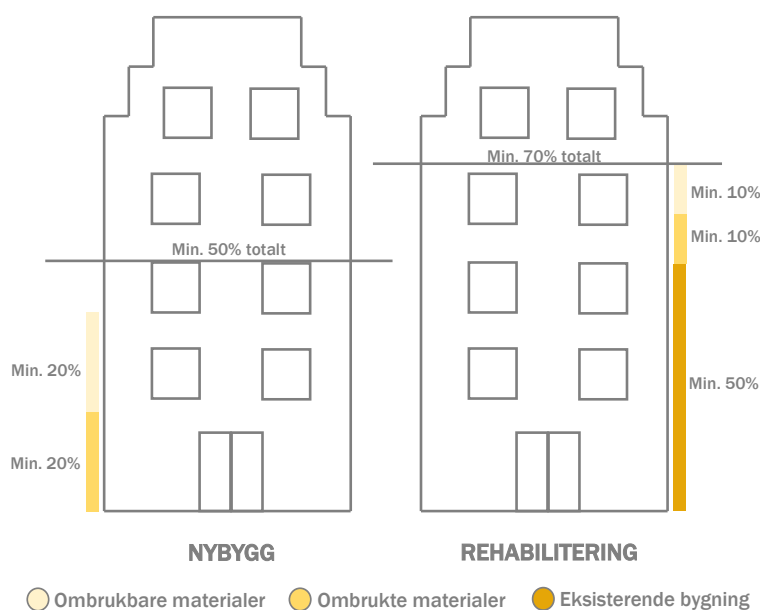 Min. 70% totalt
Min. 10%
Min. 10%
Min. 50% totalt
Min. 20%
Min. 50%
Min. 20%
NYBYGG
REHABILITERING
Ombrukbare materialer
Ombrukte materialer
Eksisterende bygning